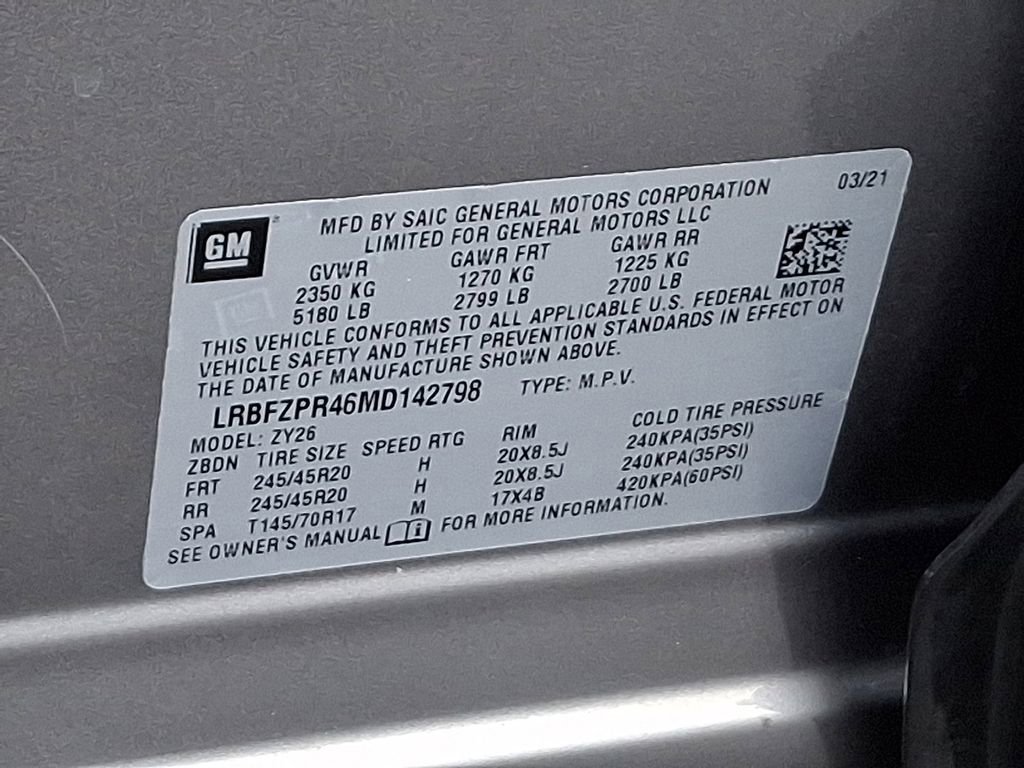 GM
MFD BY SAIC GENERAL MOTORS CORPORATION
LIMITED FOR GENERAL MOTORS LLC
03/21
GVWR GAWR FRT GAWR RR
2350 KG 1270 KG 1225 KG
5180 LB 2799 LB 2700 LB
THIS VEHICLE CONFORMS TO ALL APPLICABLE U.S. FEDERAL MOTOR
VEHICLE SAFETY AND THEFT PREVENTION STANDARDS IN EFFECT ON
THE DATE OF MANUFACTURE SHOWN ABOVE.
LRBFZPR46MD142798 TYPE: M.P.V.
MODEL: ZY26
ZBDN TIRE SIZE SPEED RTG RIM COLD TIRE PRESSURE
FRT 245/45R20 H 20X8.5J 240KPA(35PSI)
RR 245/45R20 H 20X8.5J 240KPA(35PSI)
SPA T145/70R17 M 17X4B 420KPA(60PSI)
SEE OWNER'S MANUAL i FOR MORE INFORMATION.